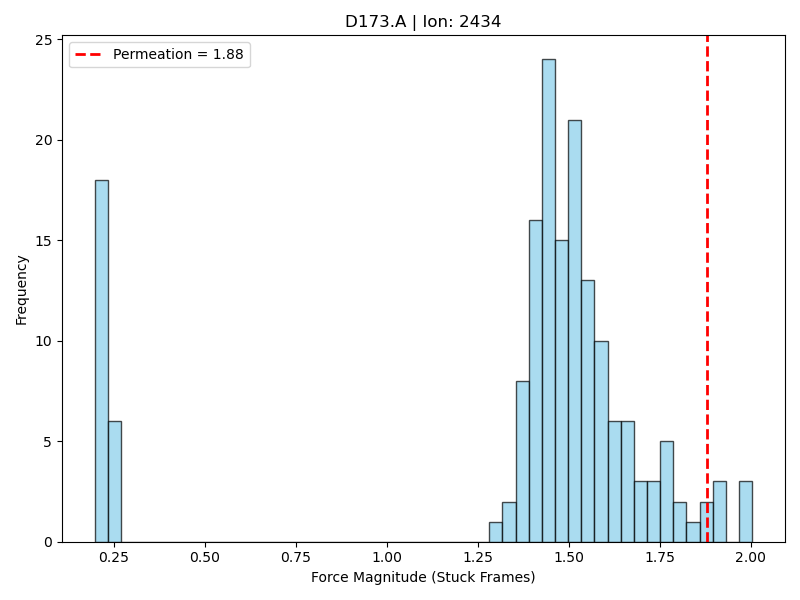 D173.A | Ion: 2434
Permeation = 1.88
25
20
15
10
5
0
Frequency
0.25 0.50 0.75 1.00 1.25 1.50 1.75 2.00
Force Magnitude (Stuck Frames)